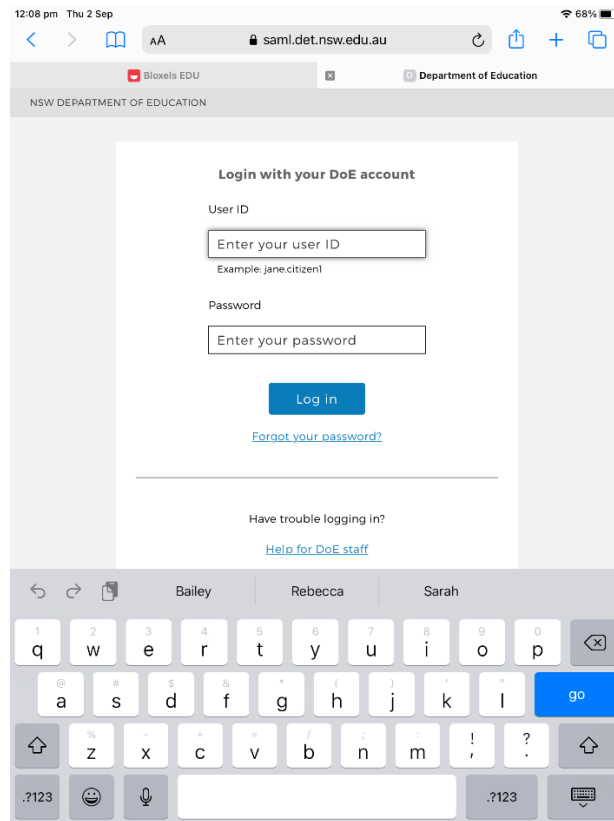 12:08 pm Thu 2 Sep 68%
AA saml.det.nsw.edu.au
Bloxels EDU D Department of Education
NSW DEPARTMENT OF EDUCATION
Login with your DoE account
User ID
Enter your user ID
Example: jane.citizen1
Password
Enter your password
Log in
Forgot your password?
Have trouble logging in?
Help for DoE staff
Bailey Rebecca Sarah
1 2 3 4 5 6 7 8 9 0
q w e r t y u i o p
@ # $ & * ( ) ' "
a s d f g h j k l go
% - + = / ; : ! ?
z x c v b n m , .
.?123 .?123